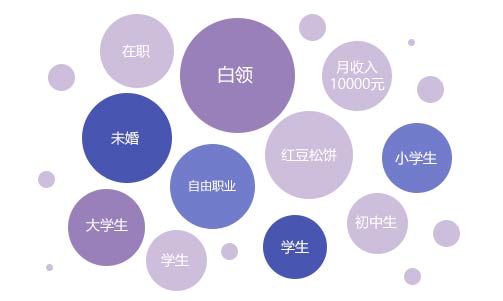 在职
白领
月收入
10000元
未婚
红豆松饼
小学生
自由职业
大学生
初中生
学生
学生